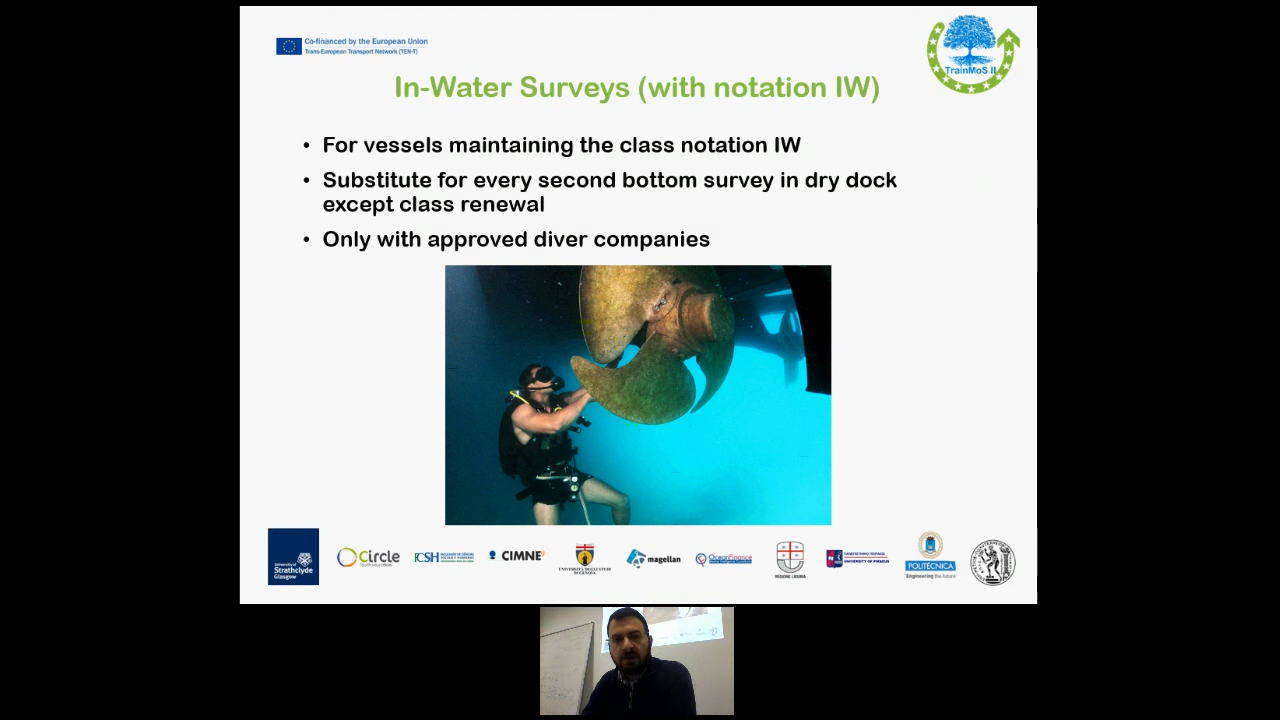 Co-financed by the European Union
Trans-European Transport Network (TEN-T)
TrainMoS II
In-Water Surveys (with notation IW)
• For vessels maintaining the class notation IW
• Substitute for every second bottom survey in dry dock
except class renewal
• Only with approved diver companies
University of
Strathclyde
Glasgow
Circle
FCSH
CIMNE
UNIVERSITÀ DEGLI STUDI
DI GENOVA
magellan
OceanFinance
REGIONE LIGURIA
ΠΑΝΕΠΙΣΤΗΜΙΟ ΠΕΙΡΑΙΩΣ
UNIVERSITY OF PIRAEUS
POLITÉCNICA
"Engineering the future"